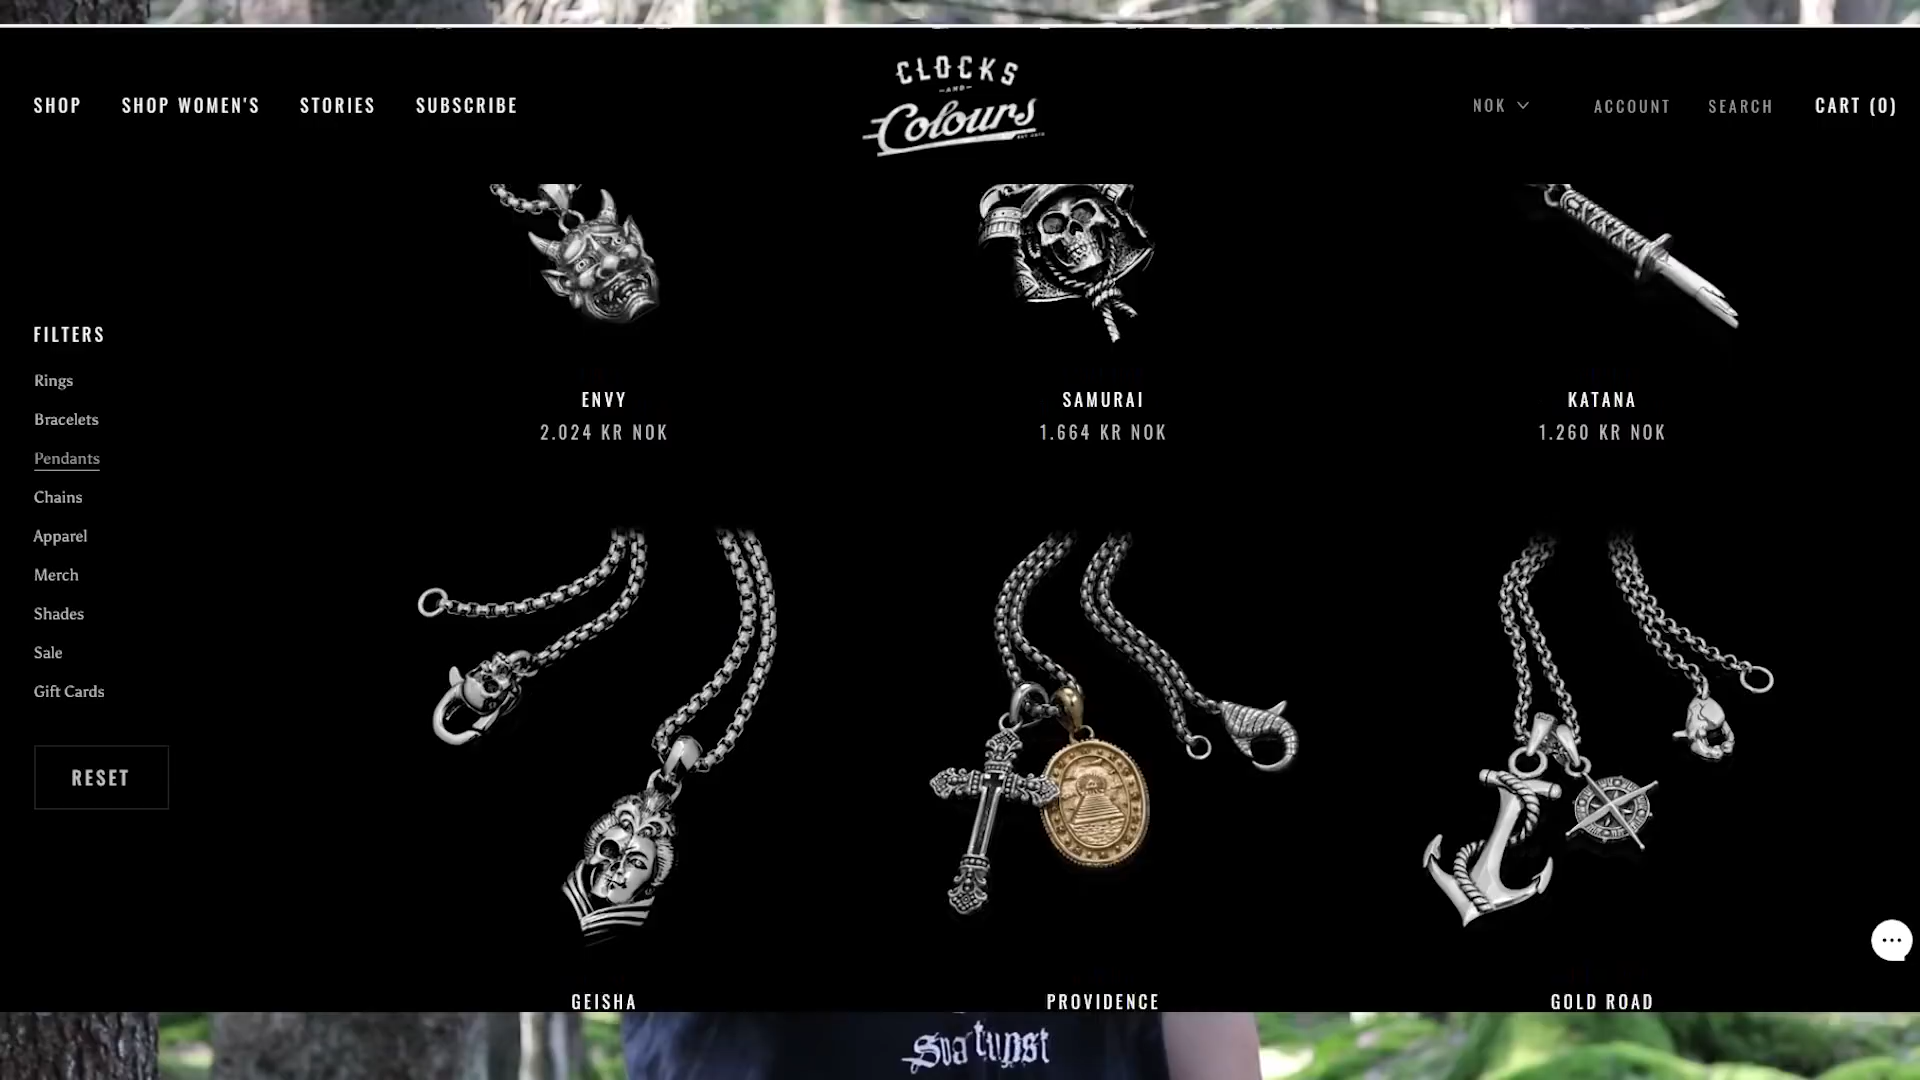 SHOP
SHOP WOMEN'S
STORIES
SUBSCRIBE
CLOCKS
AND
Colours
NOK
ACCOUNT
SEARCH
CART (0)
FILTERS
Rings
Bracelets
Pendants
Chains
Apparel
Merch
Shades
Sale
Gift Cards
RESET
ENVY
2.024 KR NOK
SAMURAI
1.664 KR NOK
KATANA
1.260 KR NOK
GEISHA
PROVIDENCE
GOLD ROAD